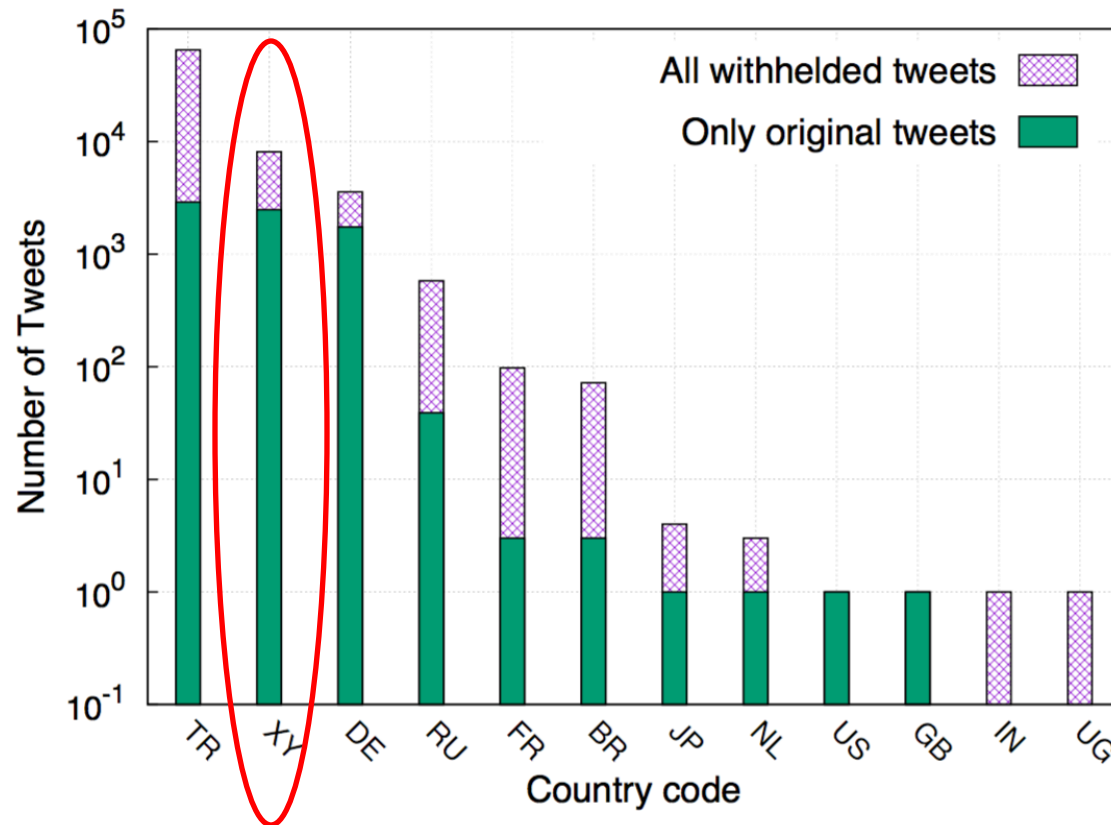 All withhelded tweets
Only original tweets
Number of Tweets
10^5
10^4
10^3
10^2
10^1
10^0
10^-1
TR XY DE RU FR BR JP NL US GB IN UG
Country code